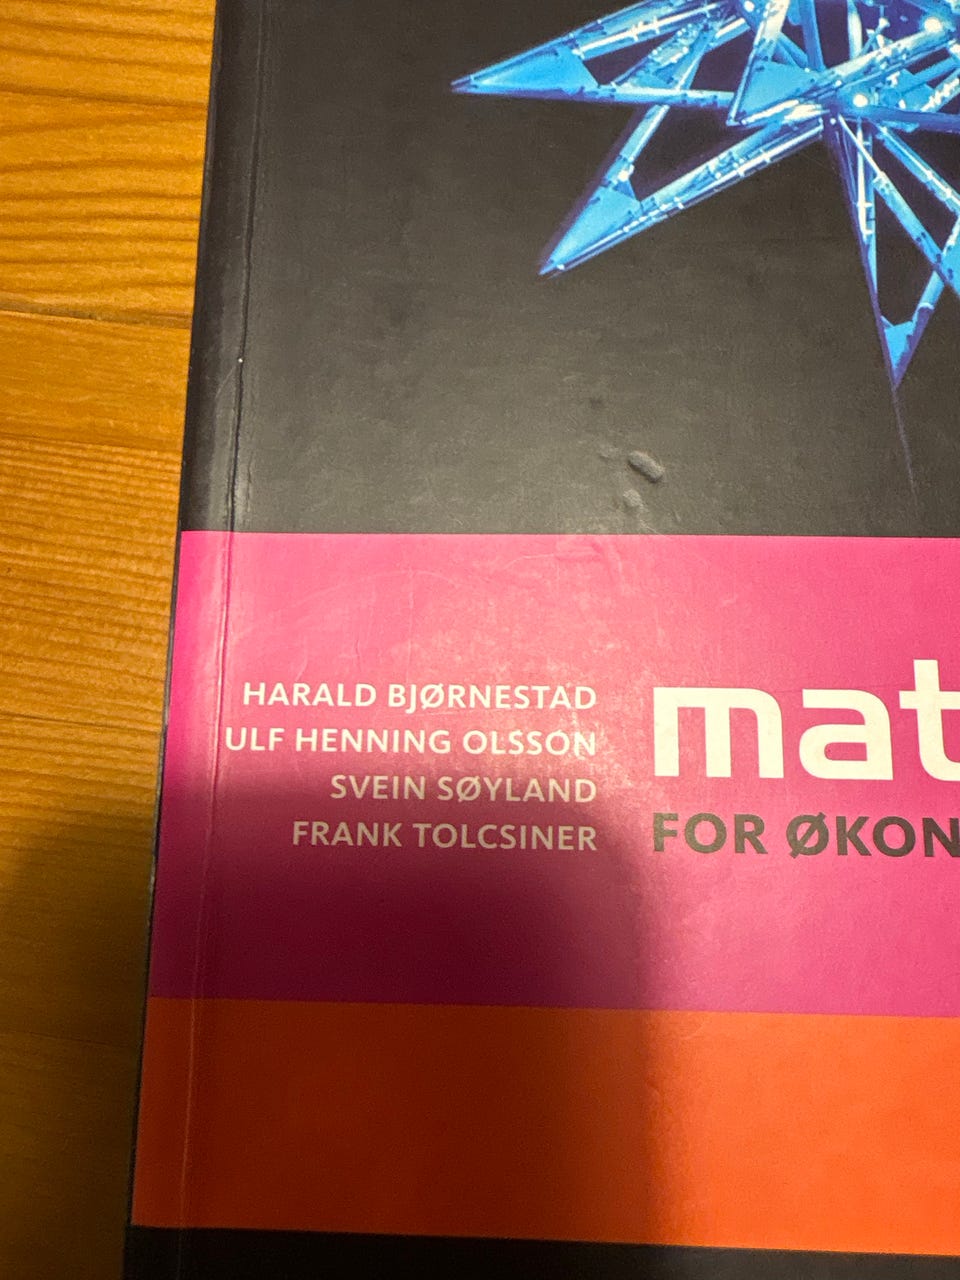 HARALD BJØRNESTAD
ULF HENNING OLSSON
SVEIN SØYLAND
FRANK TOLCSINER
mat
FOR ØKON